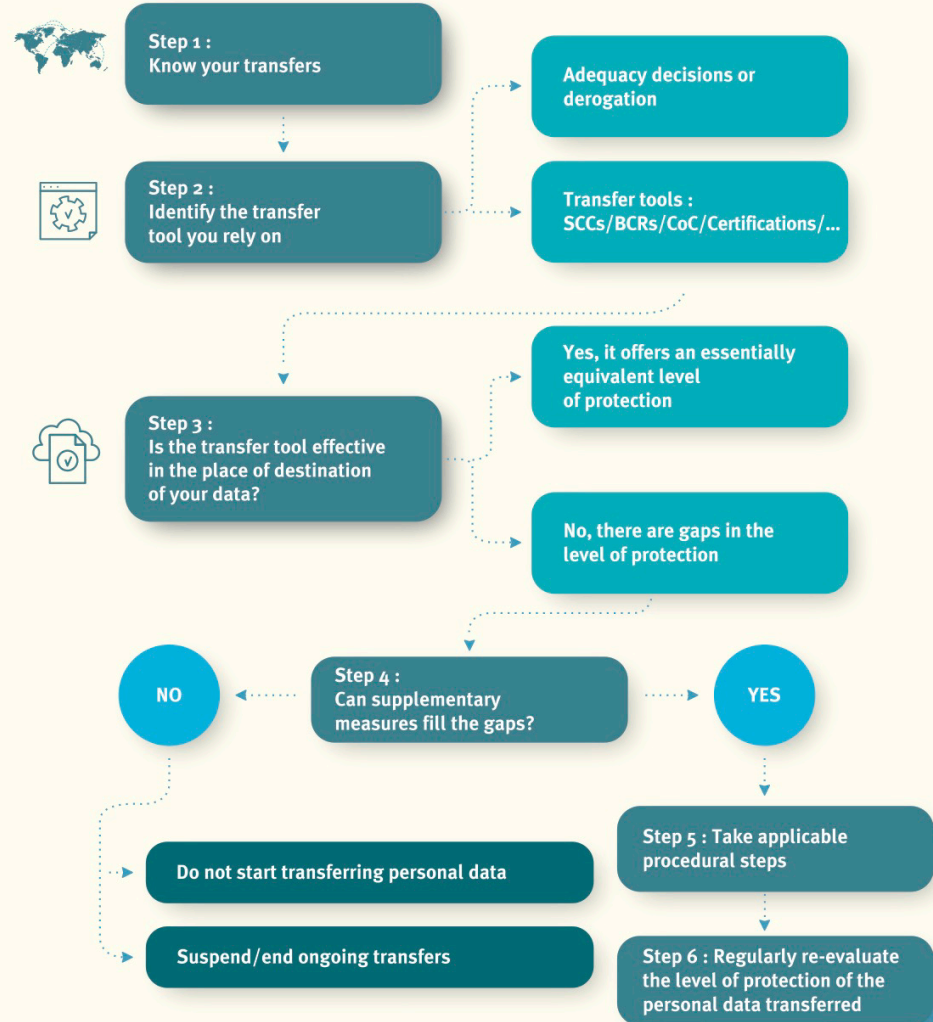 Step 1 :
Know your transfers
Adequacy decisions or
derogation
Step 2 :
Identify the transfer
tool you rely on
Transfer tools :
SCCs/BCRs/CoC/Certifications/...
Yes, it offers an essentially
equivalent level
of protection
Step 3 :
Is the transfer tool effective
in the place of destination
of your data?
No, there are gaps in the
level of protection
NO
Step 4 :
Can supplementary
measures fill the gaps?
YES
Do not start transferring personal data
Suspend/end ongoing transfers
Step 5 : Take applicable
procedural steps
Step 6 : Regularly re-evaluate
the level of protection of the
personal data transferred